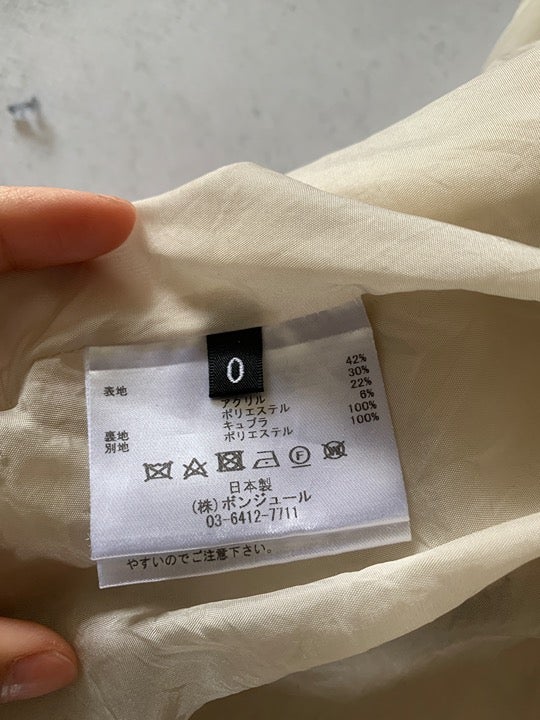 0
表地 42%
30%
アクリル 22%
ポリエステル 6%
裏地 キュプラ 100%
別地 ポリエステル 100%
日本製
(株)ボンジュール
03-6412-7711
やすいのでご注意下さい。